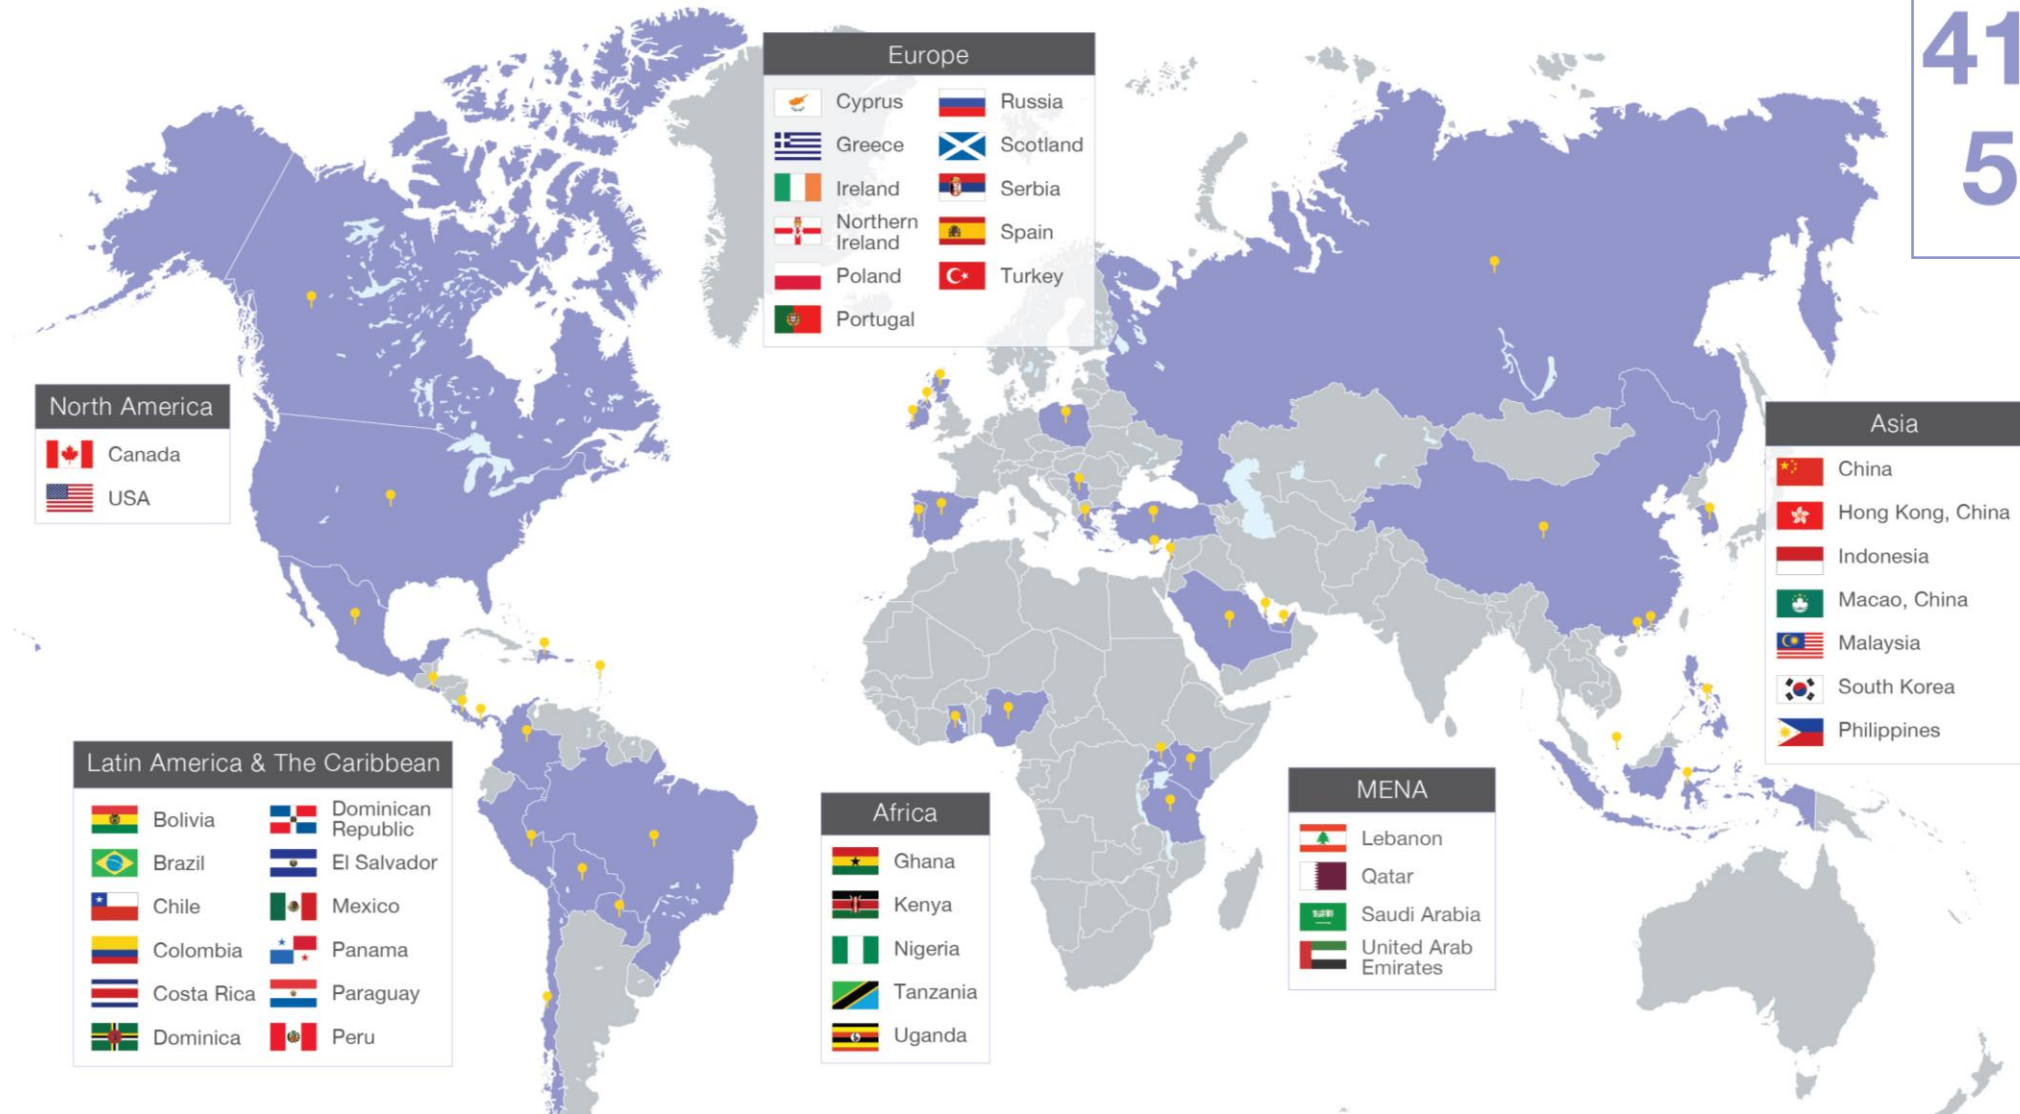 41
5
Europe
Cyprus
Greece
Ireland
Northern
Ireland
Poland
Portugal
Russia
Scotland
Serbia
Spain
Turkey
North America
Canada
USA
Asia
China
Hong Kong, China
Indonesia
Macao, China
Malaysia
South Korea
Philippines
Latin America & The Caribbean
Bolivia
Brazil
Chile
Colombia
Costa Rica
Dominica
Dominican
Republic
El Salvador
Mexico
Panama
Paraguay
Peru
Africa
Ghana
Kenya
Nigeria
Tanzania
Uganda
MENA
Lebanon
Qatar
Saudi Arabia
United Arab
Emirates